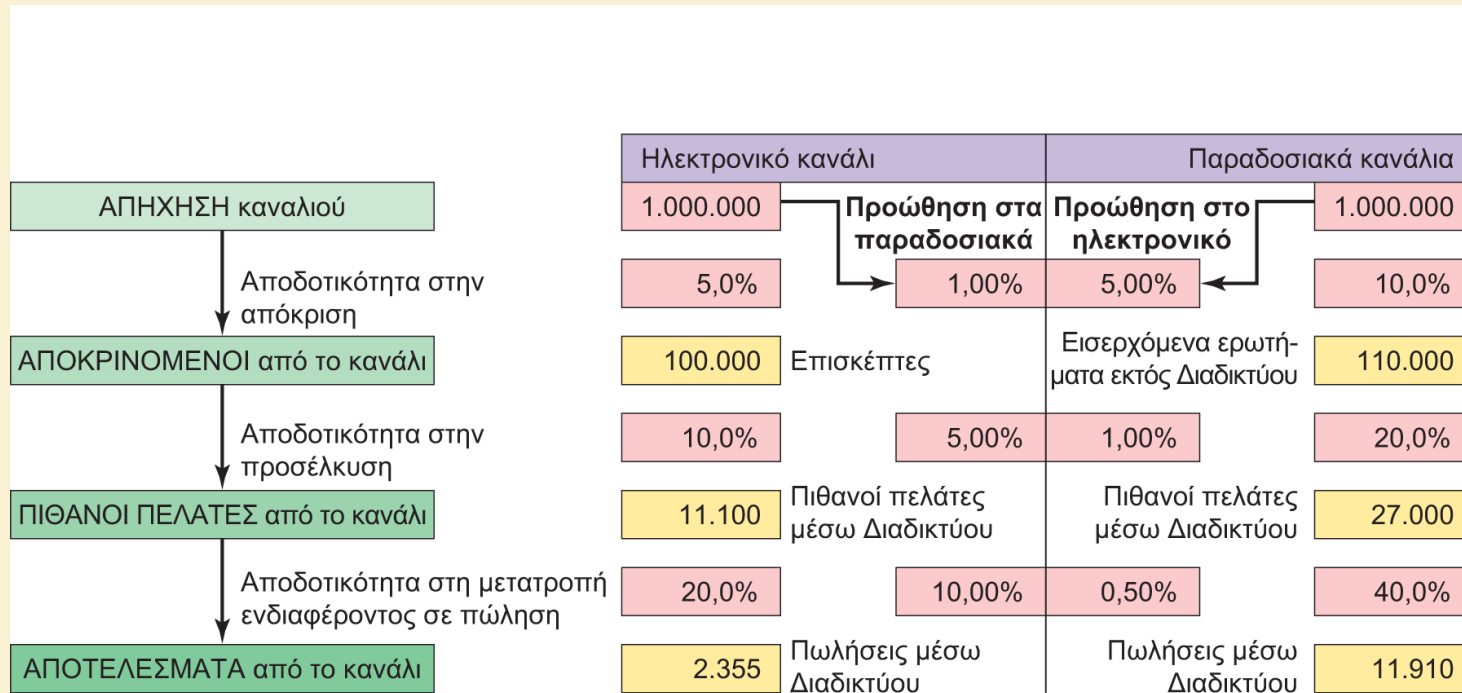 Ηλεκτρονικό κανάλι
Παραδοσιακά κανάλια
ΑΠΗΧΗΣΗ καναλιού
1.000.000
Προώθηση στα
παραδοσιακά
Προώθηση στο
ηλεκτρονικό
1.000.000
Αποδοτικότητα στην
απόκριση
5,0%
1,00%
5,00%
10,0%
ΑΠΟΚΡΙΝΟΜΕΝΟΙ από το κανάλι
100.000
Επισκέπτες
Εισερχόμενα ερωτή-
ματα εκτός Διαδικτύου
110.000
Αποδοτικότητα στην
προσέλκυση
10,0%
5,00%
1,00%
20,0%
ΠΙΘΑΝΟΙ ΠΕΛΑΤΕΣ από το κανάλι
11.100
Πιθανοί πελάτες
μέσω Διαδικτύου
Πιθανοί πελάτες
μέσω Διαδικτύου
27.000
Αποδοτικότητα στη μετατροπή
ενδιαφέροντος σε πώληση
20,0%
10,00%
0,50%
40,0%
ΑΠΟΤΕΛΕΣΜΑΤΑ από το κανάλι
2.355
Πωλήσεις μέσω
Διαδικτύου
Πωλήσεις μέσω
Διαδικτύου
11.910